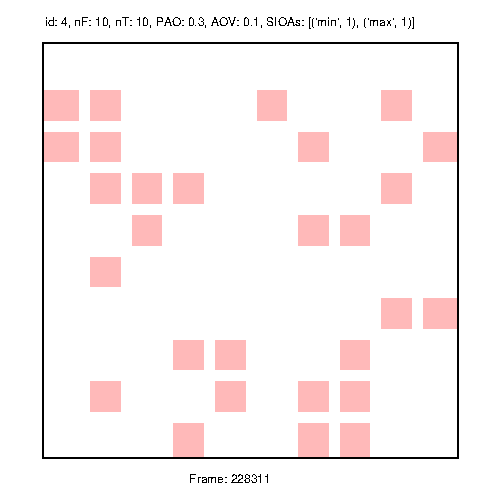 id: 4, nF: 10, nT: 10, PAO: 0.3, AOV: 0.1, SIOAs: [('min', 1), ('max', 1)]
Frame: 228311